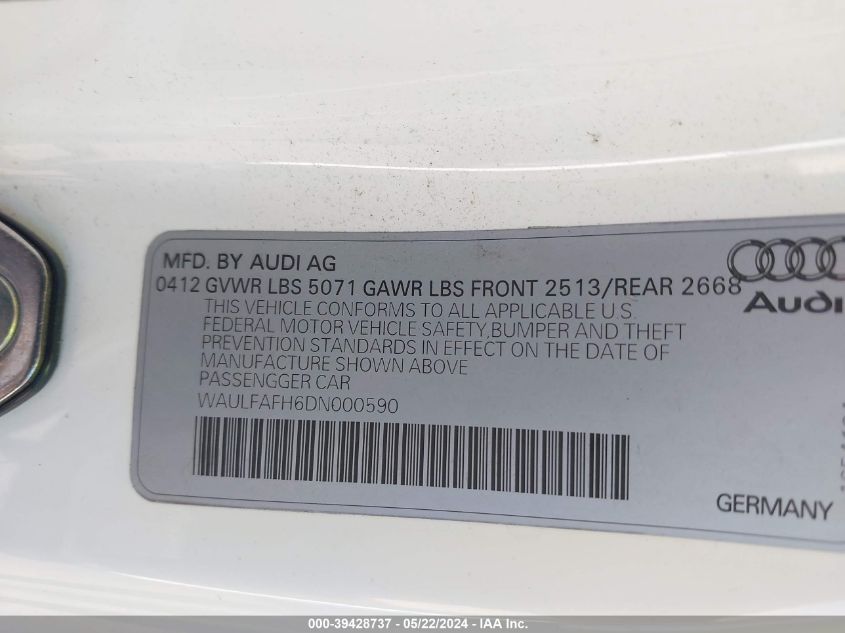 MFD. BY AUDI AG
0412 GVWR LBS 5071 GAWR LBS FRONT 2513/REAR 2668
THIS VEHICLE CONFORMS TO ALL APPLICABLE U.S.
FEDERAL MOTOR VEHICLE SAFETY,BUMPER AND THEFT
PREVENTION STANDARDS IN EFFECT ON THE DATE OF
MANUFACTURE SHOWN ABOVE
PASSENGGER CAR
WAULFAFH6DN000590
Audi
GERMANY
000-39428737 - 05/22/2024 - IAA Inc.